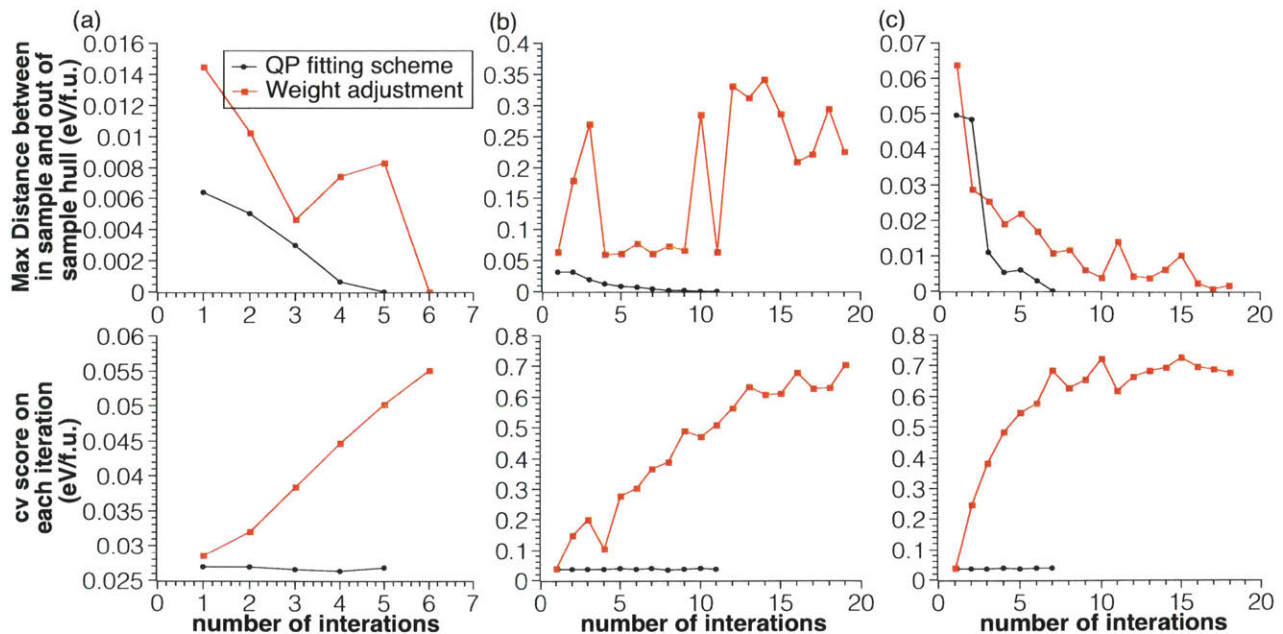 (a)
(b)
(c)
Max Distance between
in sample and out of
sample hull (eV/f.u.)
0.016
0.014
0.012
0.01
0.008
0.006
0.004
0.002
0
QP fitting scheme
Weight adjustment
0 1 2 3 4 5 6 7
0.4
0.35
0.3
0.25
0.2
0.15
0.1
0.05
0.00
0 5 10 15 20
0.07
0.06
0.05
0.04
0.03
0.02
0.01
0
0 5 10 15 20
cv score on
each iteration
(eV/f.u.)
0.06
0.055
0.05
0.045
0.04
0.035
0.03
0.025
0 1 2 3 4 5 6 7
number of interations
0.8
0.7
0.6
0.5
0.4
0.3
0.2
0.1
0
0 5 10 15 20
number of interations
0.8
0.7
0.6
0.5
0.4
0.3
0.2
0.1
0
0 5 10 15 20
number of interations